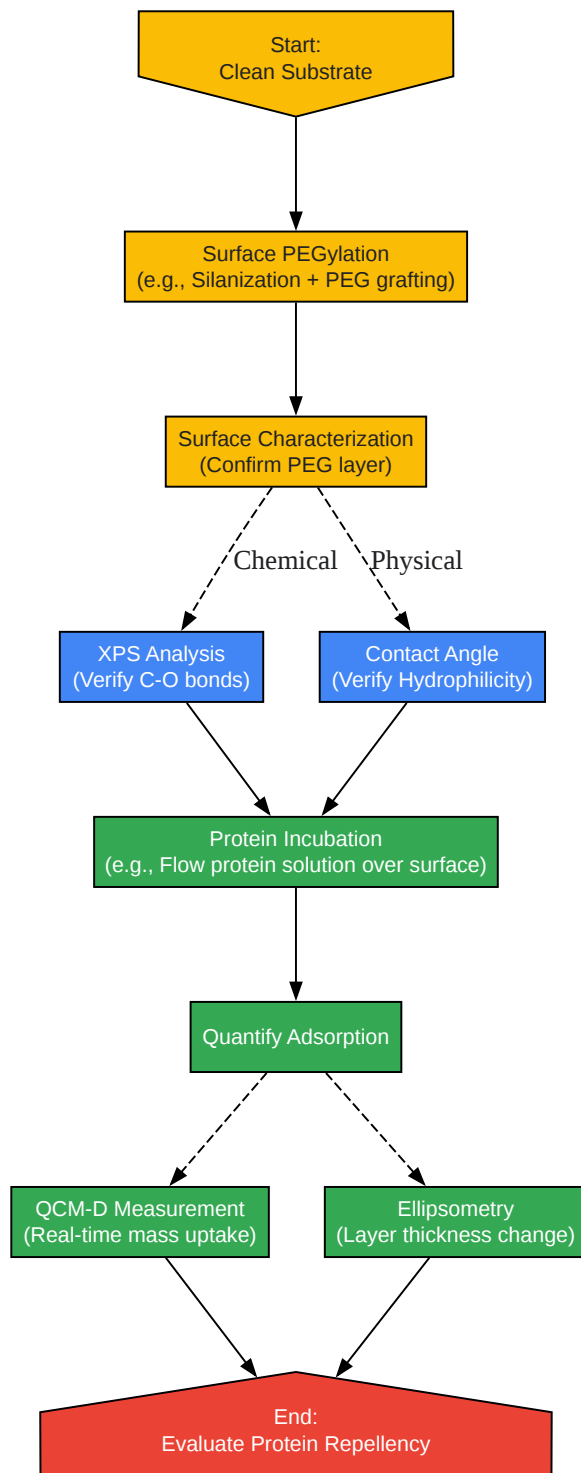 Start:
Clean Substrate
Surface PEGylation
(e.g., Silanization + PEG grafting)
Surface Characterization
(Confirm PEG layer)
Chemical
Physical
XPS Analysis
(Verify C-O bonds)
Contact Angle
(Verify Hydrophilicity)
Protein Incubation
(e.g., Flow protein solution over surface)
Quantify Adsorption
QCM-D Measurement
(Real-time mass uptake)
Ellipsometry
(Layer thickness change)
End:
Evaluate Protein Repellency